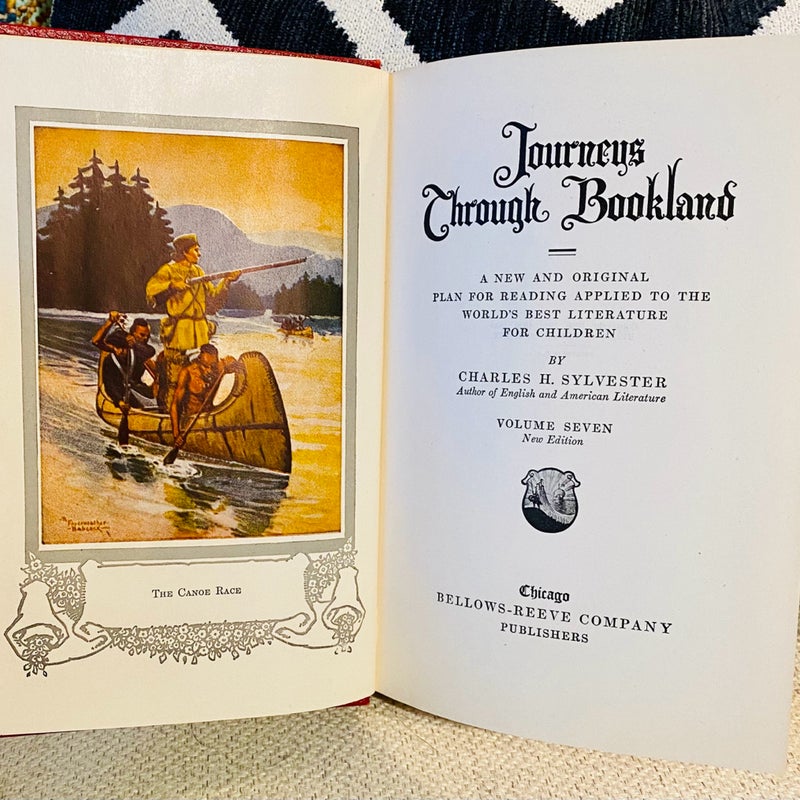 R. Fayerweather
Babcock
The Canoe Race
Journeys
Through Bookland
A NEW AND ORIGINAL
PLAN FOR READING APPLIED TO THE
WORLD'S BEST LITERATURE
FOR CHILDREN
BY
CHARLES H. SYLVESTER
Author of English and American Literature
VOLUME SEVEN
New Edition
Chicago
BELLOWS-REEVE COMPANY
PUBLISHERS